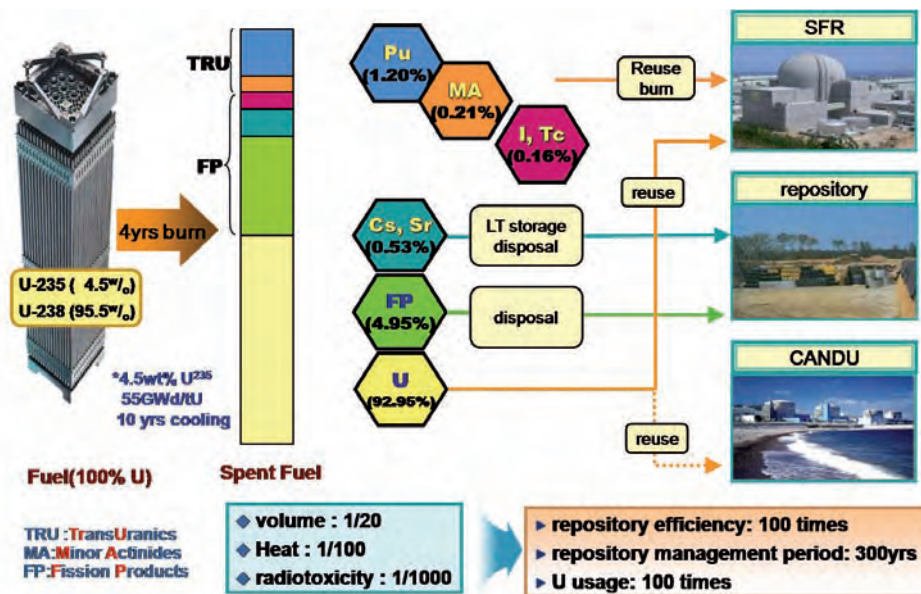 TRU
FP
4yrs burn
U-235 ( 4.5ʷ/₀)
U-238 (95.5ʷ/₀)
*4.5wt% U²³⁵
55GWd/tU
10 yrs cooling
Fuel(100% U)
Spent Fuel
Pu
(1.20%)
MA
(0.21%)
I, Tc
(0.16%)
Cs, Sr
(0.53%)
FP
(4.95%)
U
(92.95%)
Reuse
burn
reuse
LT storage
disposal
disposal
reuse
SFR
repository
CANDU
TRU :TransUranics
MA:Minor Actinides
FP:Fission Products
volume : 1/20
Heat : 1/100
radiotoxicity : 1/1000
repository efficiency: 100 times
repository management period: 300yrs
U usage: 100 times